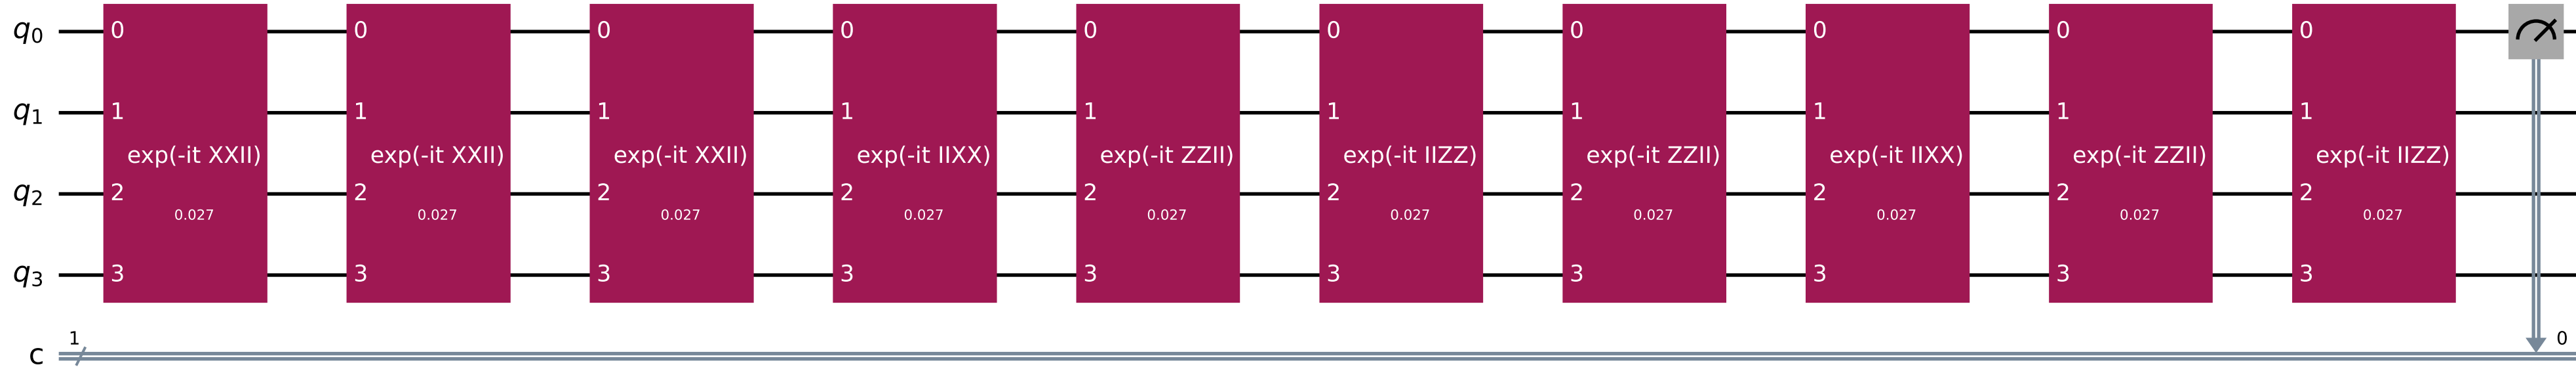 q0 0 0 0 0 0 0 0 0 0 0
q1 1 1 1 1 1 1 1 1 1 1
exp(-it XXII) exp(-it XXII) exp(-it XXII) exp(-it IIXX) exp(-it ZZII) exp(-it IIZZ) exp(-it ZZII) exp(-it IIXX) exp(-it ZZII) exp(-it IIZZ)
q2 2 2 2 2 2 2 2 2 2 2
0.027 0.027 0.027 0.027 0.027 0.027 0.027 0.027 0.027 0.027
q3 3 3 3 3 3 3 3 3 3 3
1 0
c